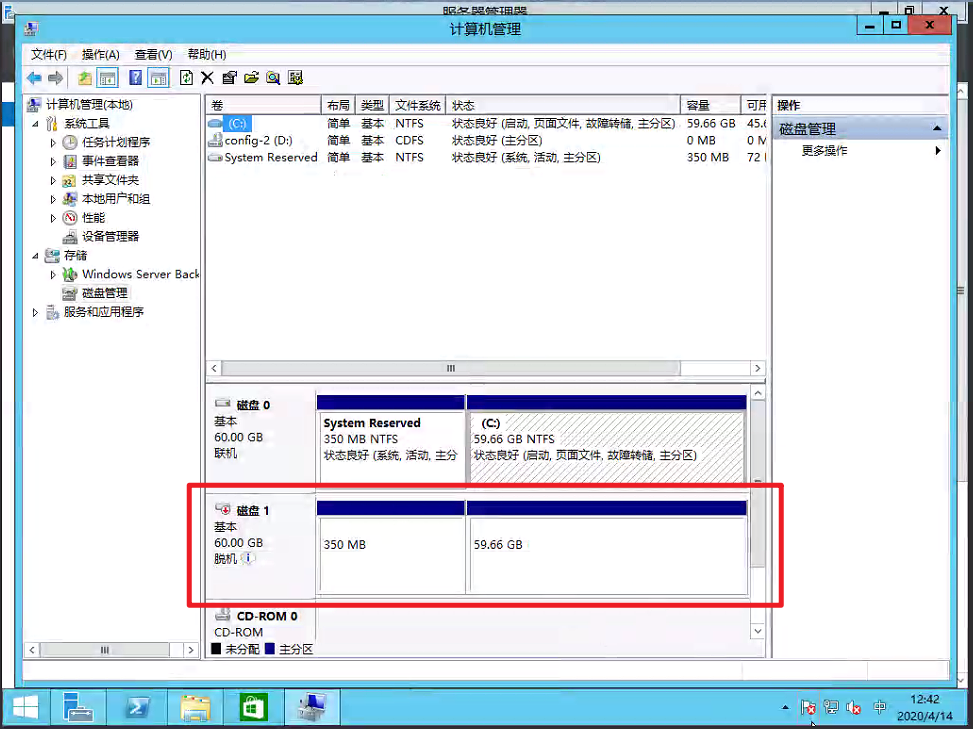 服务器管理器
计算机管理
文件(F) 操作(A) 查看(V) 帮助(H)
计算机管理(本地)
系统工具
任务计划程序
事件查看器
共享文件夹
本地用户和组
性能
设备管理器
存储
Windows Server Back
磁盘管理
服务和应用程序
卷 布局 类型 文件系统 状态 容量 可用
(C:) 简单 基本 NTFS 状态良好 (启动, 页面文件, 故障转储, 主分区) 59.66 GB 45.6
config-2 (D:) 简单 基本 CDFS 状态良好 (主分区) 0 MB 0 M
System Reserved 简单 基本 NTFS 状态良好 (系统, 活动, 主分区) 350 MB 72
操作
磁盘管理
更多操作
磁盘 0
基本
60.00 GB
联机
System Reserved
350 MB NTFS
状态良好 (系统, 活动, 主分
(C:)
59.66 GB NTFS
状态良好 (启动, 页面文件, 故障转储, 主分区)
磁盘 1
基本
60.00 GB
脱机
350 MB
59.66 GB
CD-ROM 0
CD-ROM
未分配 主分区
中
12:42
2020/4/14